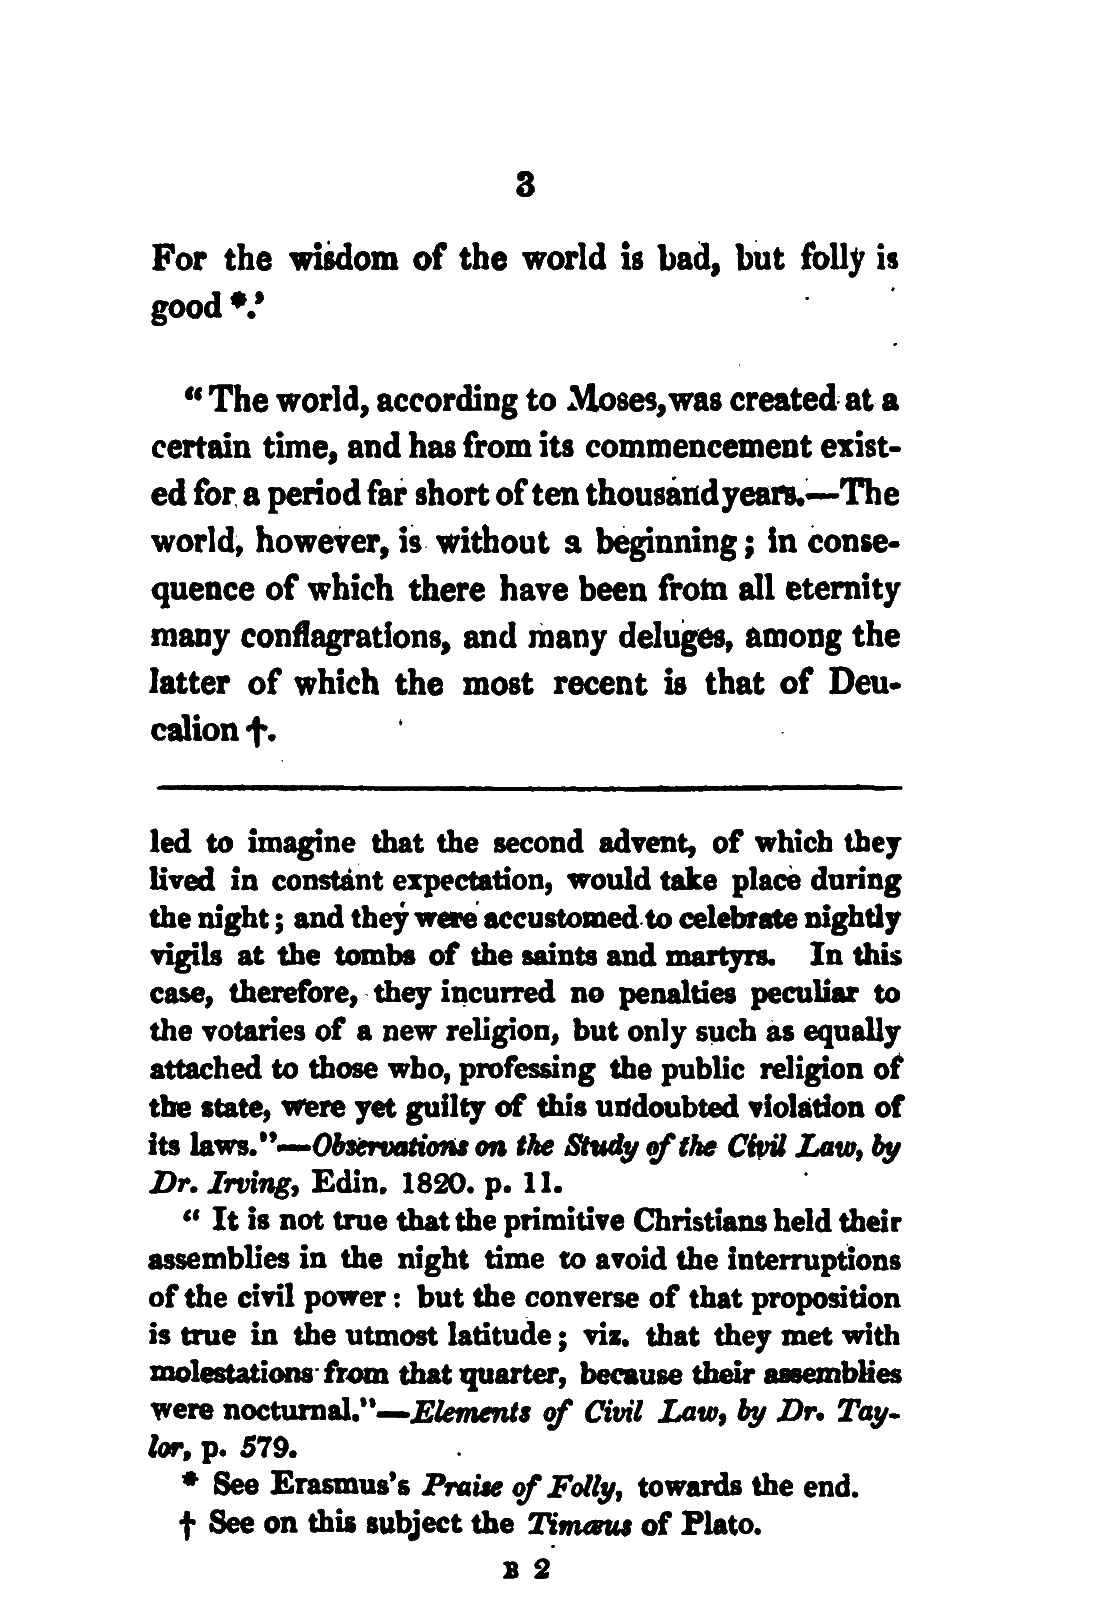 3
For the wisdom of the world is bad, but folly is
good *.’
“ The world, according to Moses, was created at a
certain time, and has from its commencement exist-
ed for a period far short of ten thousand years.—The
world, however, is without a beginning ; in conse-
quence of which there have been from all eternity
many conflagrations, and many deluges, among the
latter of which the most recent is that of Deu-
calion †.
led to imagine that the second advent, of which they
lived in constant expectation, would take place during
the night ; and they were accustomed to celebrate nightly
vigils at the tombs of the saints and martyrs. In this
case, therefore, they incurred no penalties peculiar to
the votaries of a new religion, but only such as equally
attached to those who, professing the public religion of
the state, were yet guilty of this undoubted violation of
its laws.”—Observations on the Study of the Civil Law, by
Dr. Irving, Edin. 1820. p. 11.
“ It is not true that the primitive Christians held their
assemblies in the night time to avoid the interruptions
of the civil power : but the converse of that proposition
is true in the utmost latitude ; viz. that they met with
molestations from that quarter, because their assemblies
were nocturnal.”—Elements of Civil Law, by Dr. Tay-
lor, p. 579.
* See Erasmus’s Praise of Folly, towards the end.
† See on this subject the Timæus of Plato.
B 2